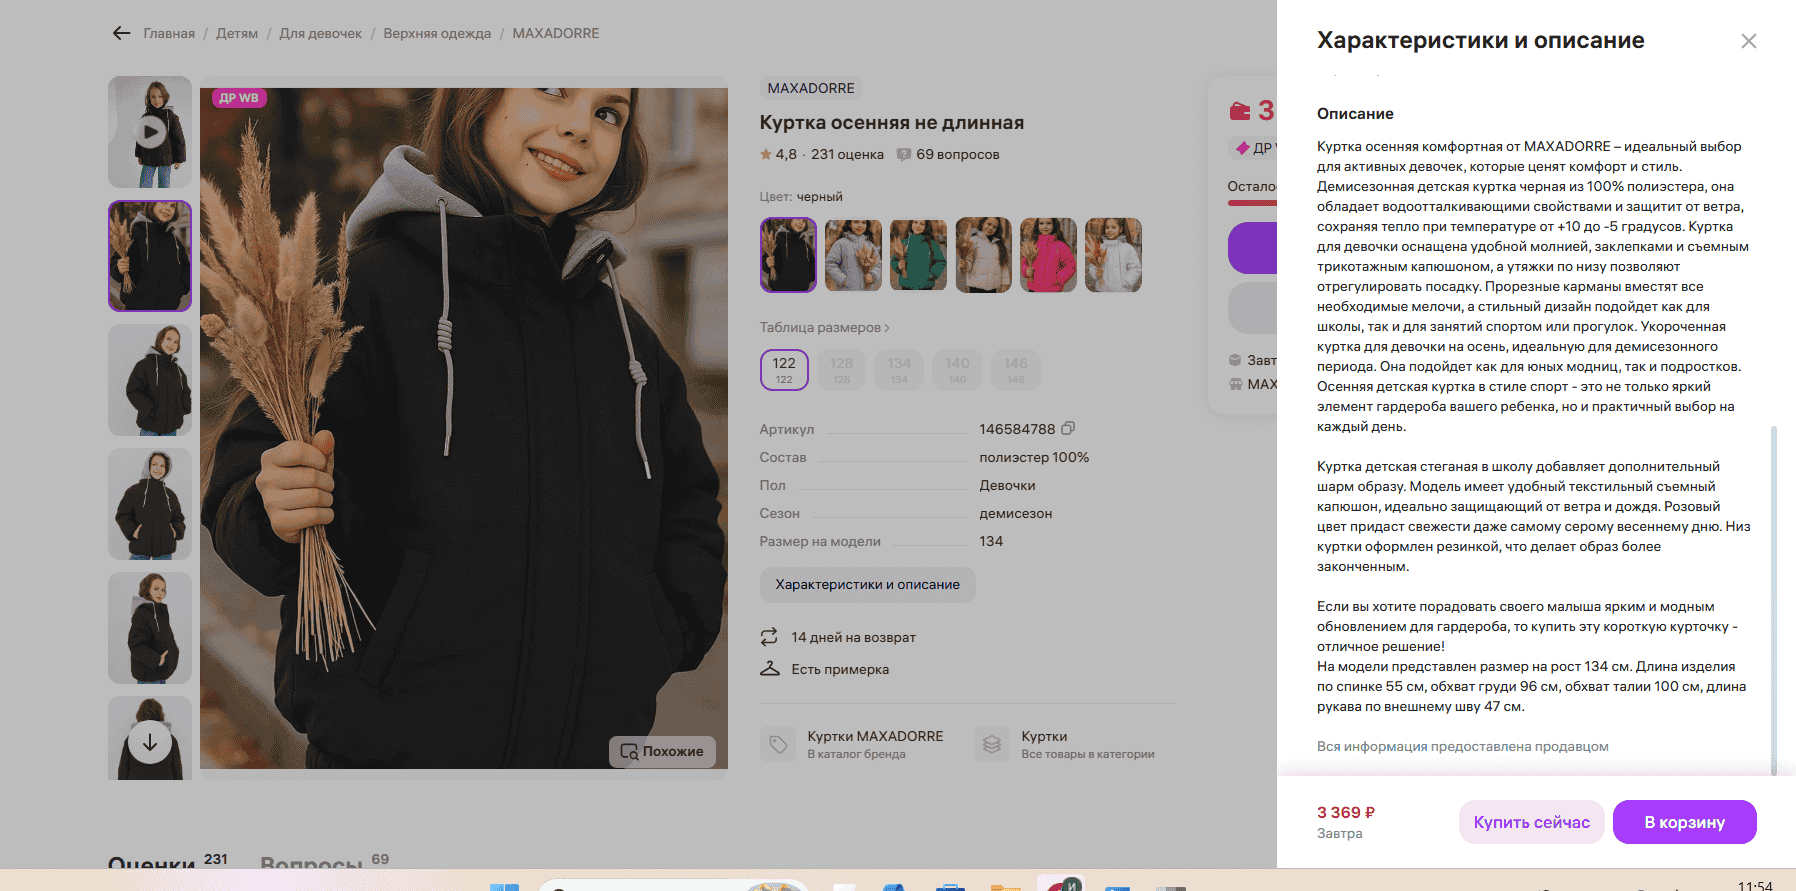 Главная / Детям / Для девочек / Верхняя одежда / MAXADORRE
ДР WB
Похожие
MAXADORRE
Куртка осенняя не длинная
4,8 · 231 оценка 69 вопросов
Цвет: черный
Таблица размеров
122 128 134 140 146
122 128 134 140 146
Артикул 146584788
Состав полиэстер 100%
Пол Девочки
Сезон демисезон
Размер на модели 134
Характеристики и описание
14 дней на возврат
Есть примерка
Куртки MAXADORRE
В каталог бренда
Куртки
Все товары в категории
Оценки 231 Вопросы 69
3
ДР
Характеристики и описание
Описание
Куртка осенняя комфортная от MAXADORRE – идеальный выбор
для активных девочек, которые ценят комфорт и стиль.
Демисезонная детская куртка черная из 100% полиэстера, она
обладает водоотталкивающими свойствами и защитит от ветра,
сохраняя тепло при температуре от +10 до -5 градусов. Куртка
для девочки оснащена удобной молнией, заклепками и съемным
трикотажным капюшоном, а утяжки по низу позволяют
отрегулировать посадку. Прорезные карманы вместят все
необходимые мелочи, а стильный дизайн подойдет как для
школы, так и для занятий спортом или прогулок. Укороченная
куртка для девочки на осень, идеальную для демисезонного
периода. Она подойдет как для юных модниц, так и подростков.
Осенняя детская куртка в стиле спорт - это не только яркий
элемент гардероба вашего ребенка, но и практичный выбор на
каждый день.
Куртка детская стеганая в школу добавляет дополнительный
шарм образу. Модель имеет удобный текстильный съемный
капюшон, идеально защищающий от ветра и дождя. Розовый
цвет придаст свежести даже самому серому весеннему дню. Низ
куртки оформлен резинкой, что делает образ более
законченным.
Если вы хотите порадовать своего малыша ярким и модным
обновлением для гардероба, то купить эту короткую курточку -
отличное решение!
На модели представлен размер на рост 134 см. Длина изделия
по спинке 55 см, обхват груди 96 см, обхват талии 100 см, длина
рукава по внешнему шву 47 см.
Вся информация предоставлена продавцом
3 369 ₽
Завтра
Купить сейчас
В корзину
11:54